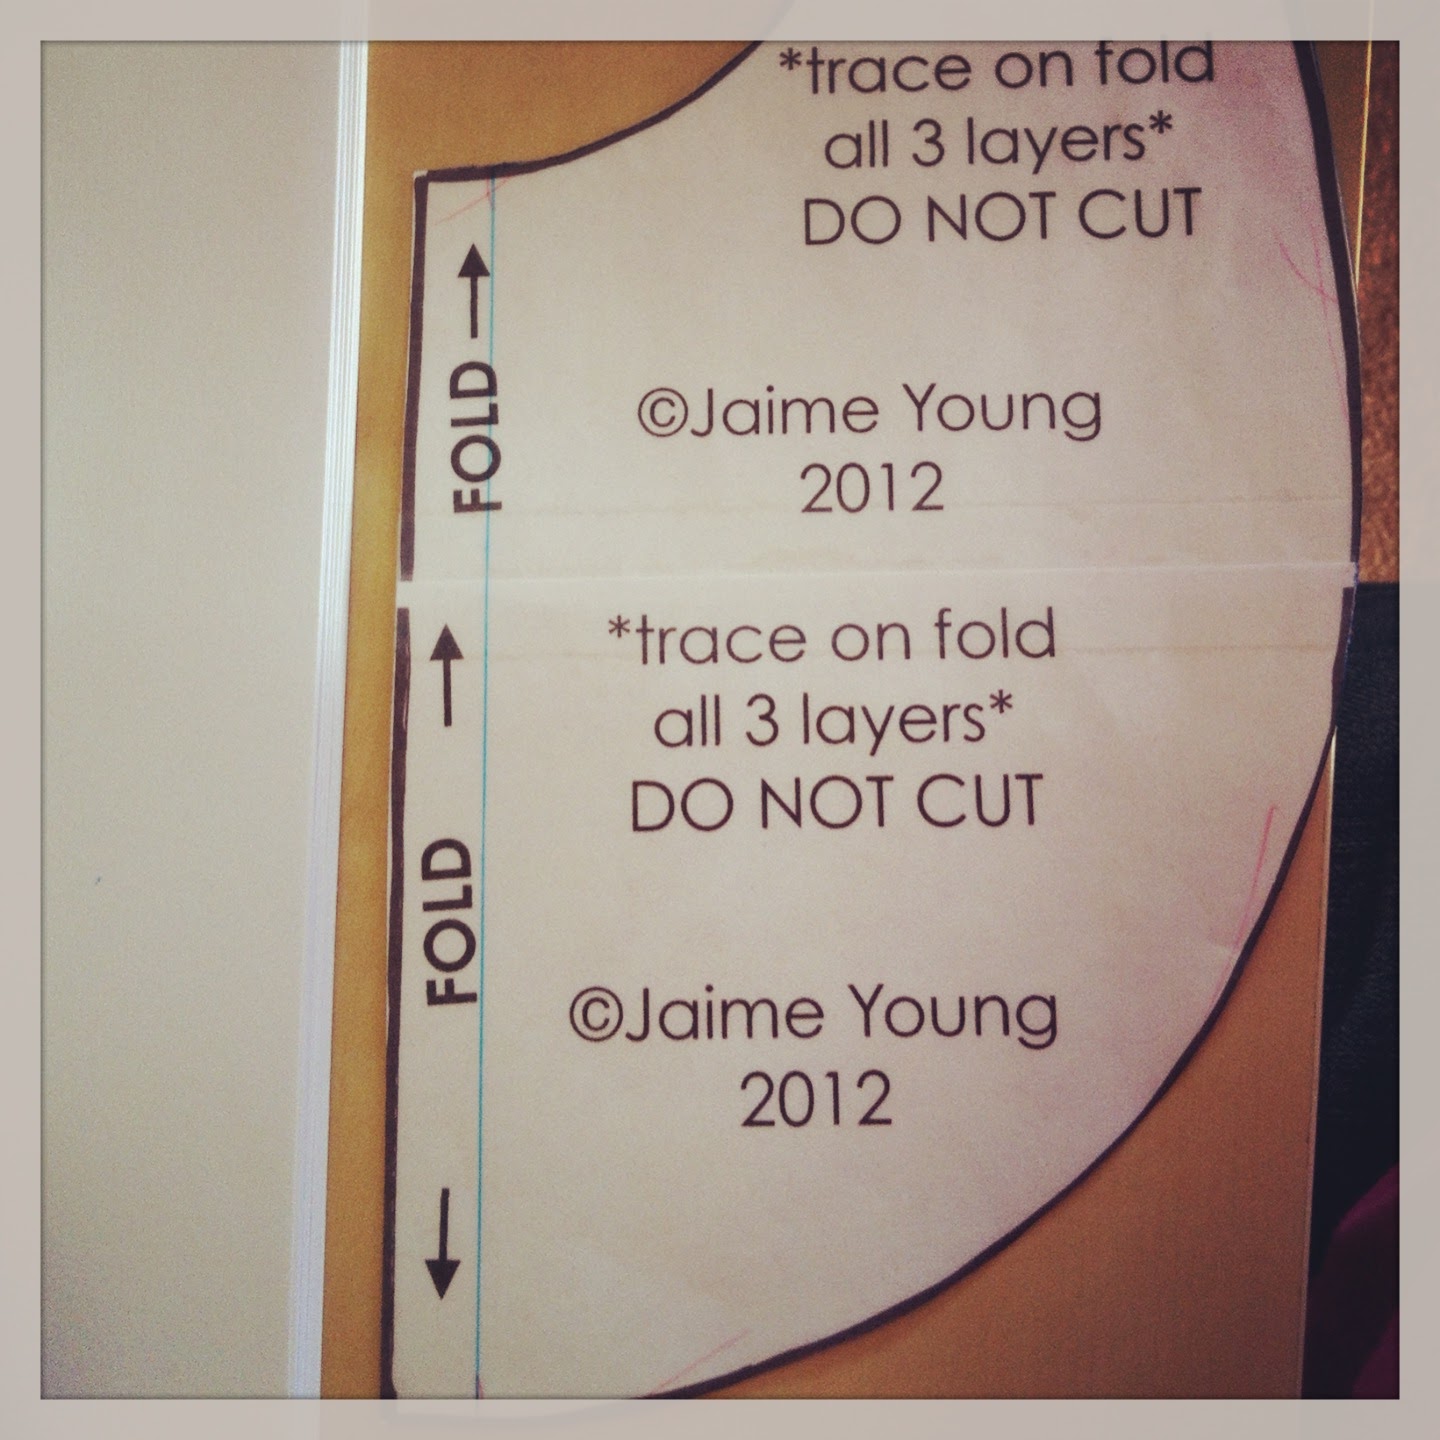 *trace on fold
all 3 layers*
DO NOT CUT
FOLD
©Jaime Young
2012
*trace on fold
all 3 layers*
DO NOT CUT
FOLD
©Jaime Young
2012